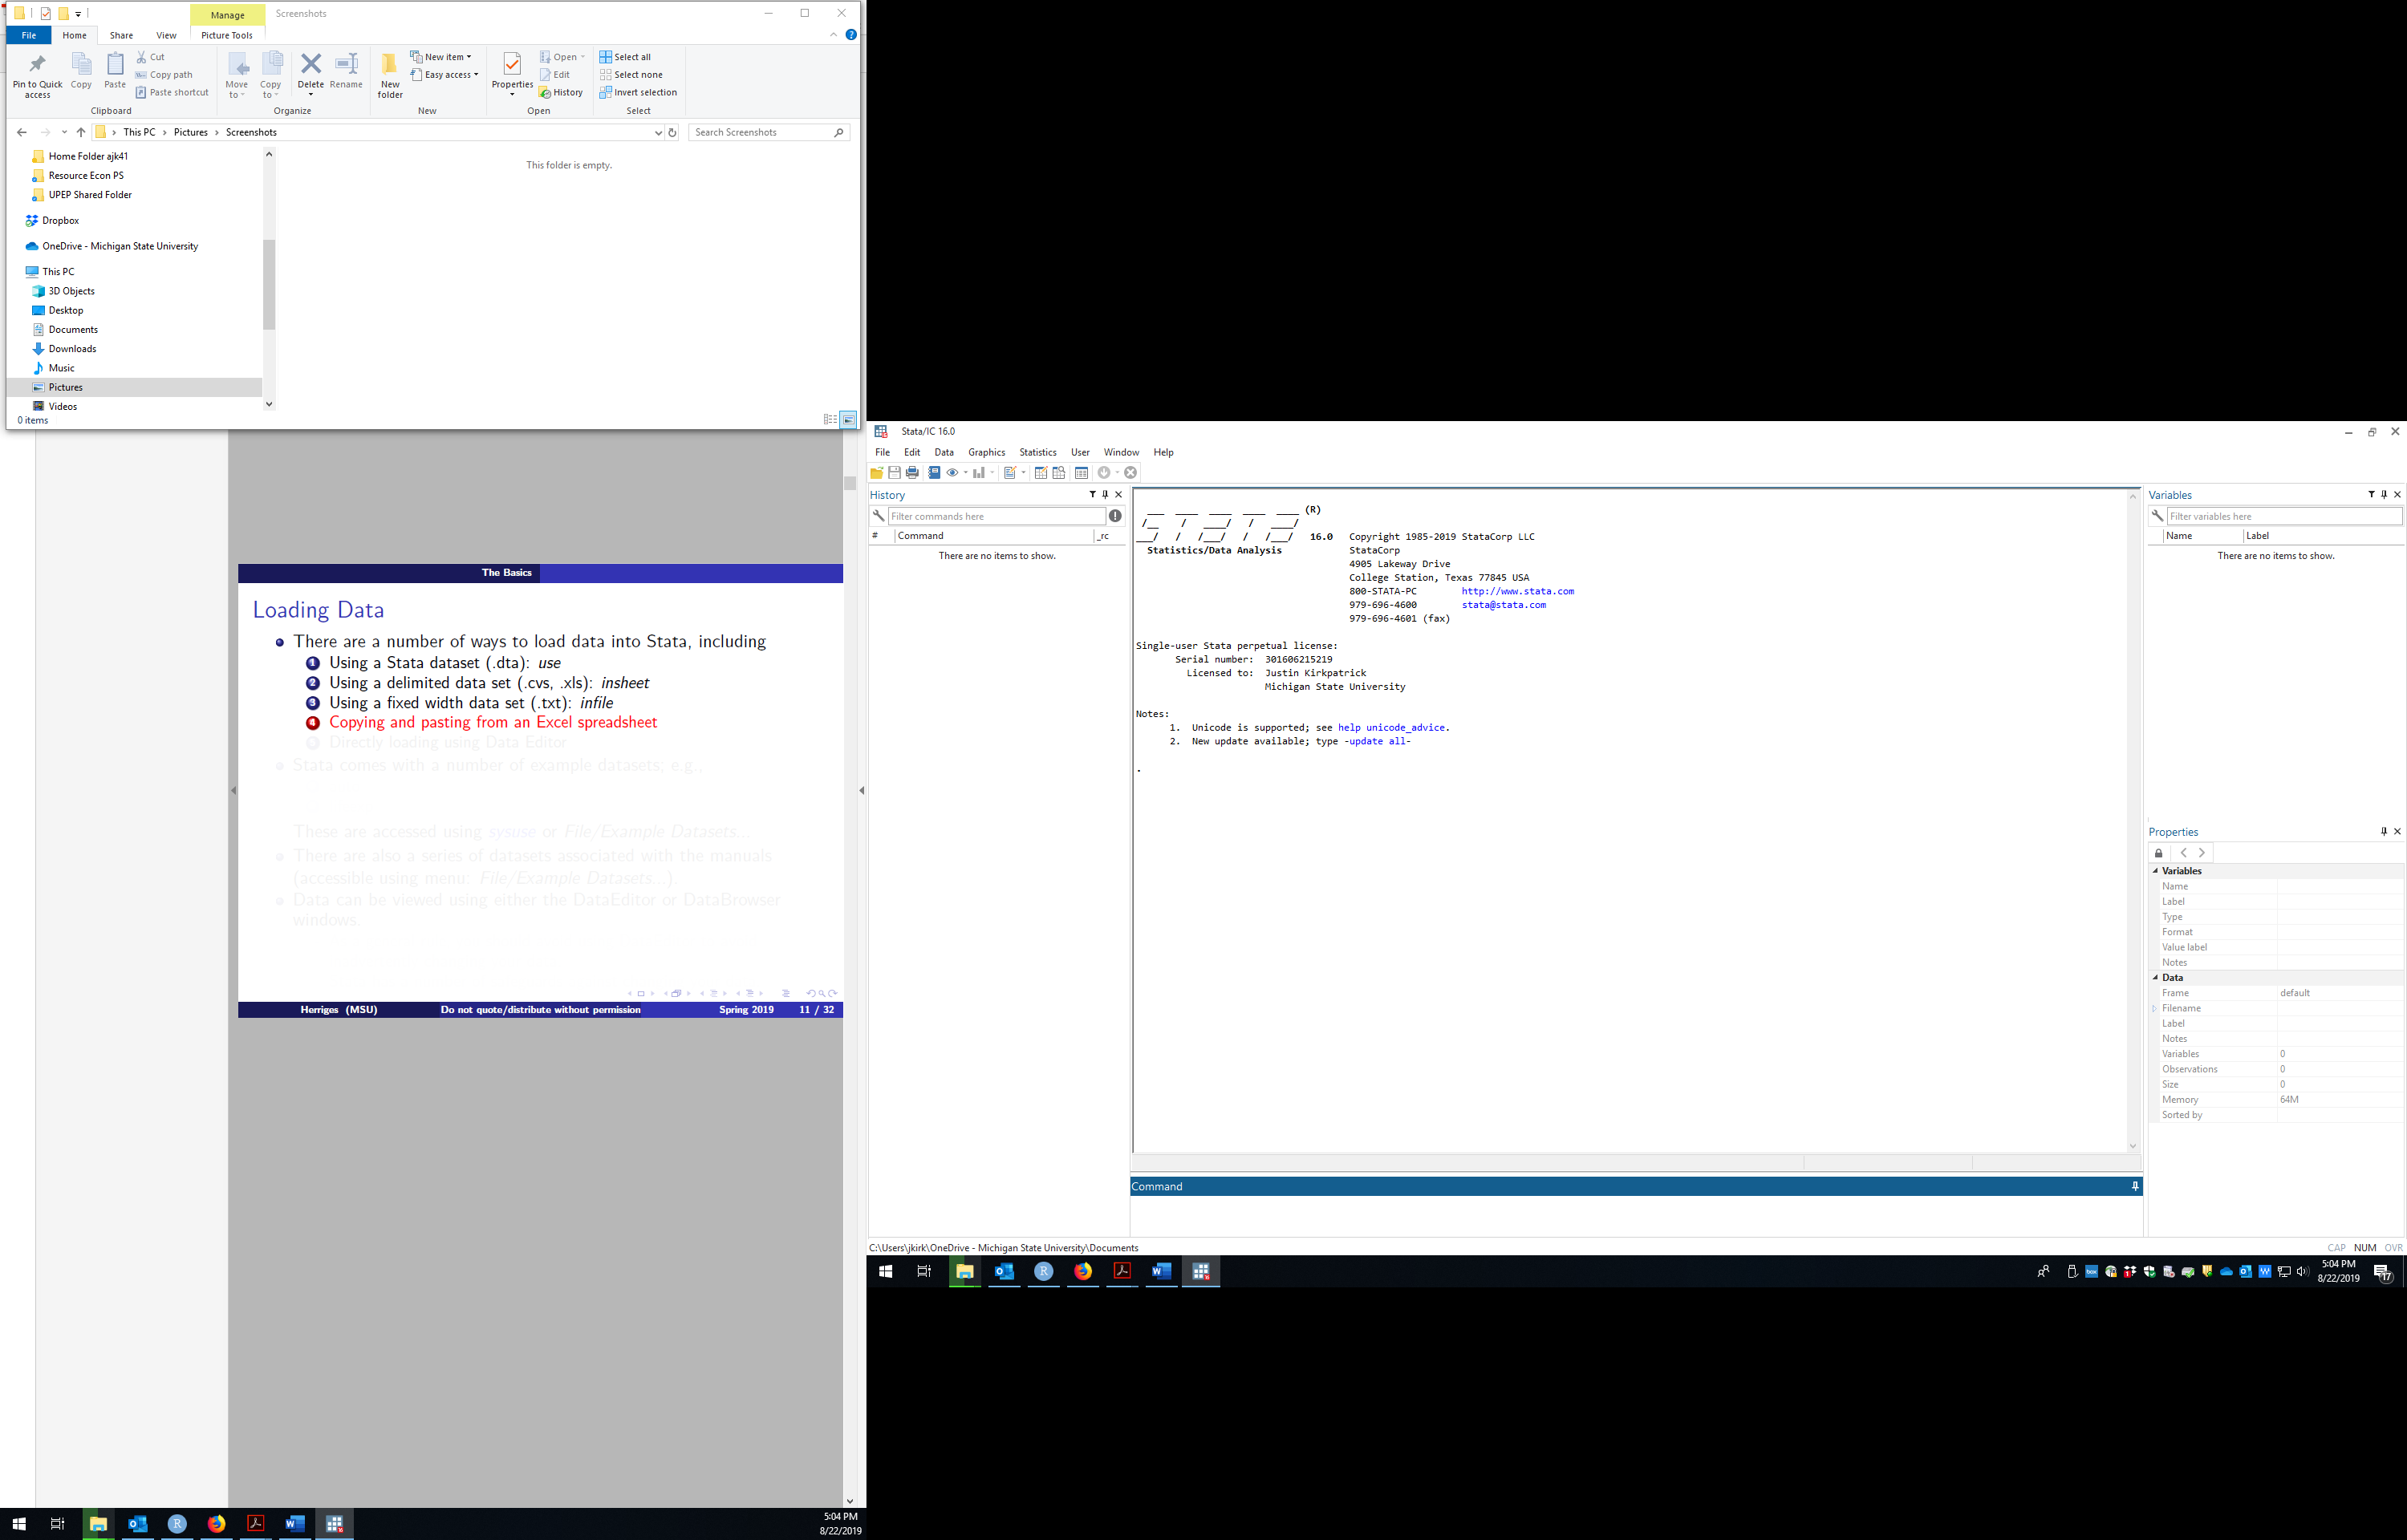 Manage
Screenshots
File
Home
Share
View
Picture Tools
Pin to Quick access
Copy
Paste
Cut
Copy path
Paste shortcut
Clipboard
Move to
Copy to
Delete
Rename
Organize
New folder
New item
Easy access
New
Properties
Open
Edit
History
Open
Select all
Select none
Invert selection
Select
This PC
Pictures
Screenshots
Search Screenshots
Home Folder ajk41
Resource Econ PS
UPEP Shared Folder
Dropbox
OneDrive - Michigan State University
This PC
3D Objects
Desktop
Documents
Downloads
Music
Pictures
Videos
This folder is empty.
0 items
The Basics
Loading Data
There are a number of ways to load data into Stata, including
1 Using a Stata dataset (.dta): use
2 Using a delimited data set (.cvs, .xls): insheet
3 Using a fixed width data set (.txt): infile
4 Copying and pasting from an Excel spreadsheet
5 Directly loading using Data Editor
Stata comes with a number of example datasets; e.g.,
These are accessed using sysuse or File/Example Datasets...
There are also a series of datasets associated with the manuals
(accessible using menu: File/Example Datasets...).
Data can be viewed using either the DataEditor or DataBrowser
windows.
Herriges (MSU)
Do not quote/distribute without permission
Spring 2019
11 / 32
5:04 PM
8/22/2019
Stata/IC 16.0
File Edit Data Graphics Statistics User Window Help
History
Filter commands here
# Command _rc
There are no items to show.
(R)
16.0 Copyright 1985-2019 StataCorp LLC
Statistics/Data Analysis StataCorp
4905 Lakeway Drive
College Station, Texas 77845 USA
800-STATA-PC http://www.stata.com
979-696-4600 stata@stata.com
979-696-4601 (fax)
Single-user Stata perpetual license:
Serial number: 301606215219
Licensed to: Justin Kirkpatrick
Michigan State University
Notes:
1. Unicode is supported; see help unicode_advice.
2. New update available; type -update all-
.
Command
Variables
Filter variables here
Name Label
There are no items to show.
Properties
Variables
Name
Label
Type
Format
Value label
Notes
Data
Frame default
Filename
Label
Notes
Variables 0
Observations 0
Size 0
Memory 64M
Sorted by
C:\Users\jkirk\OneDrive - Michigan State University\Documents
CAP NUM OVR
5:04 PM
8/22/2019
17